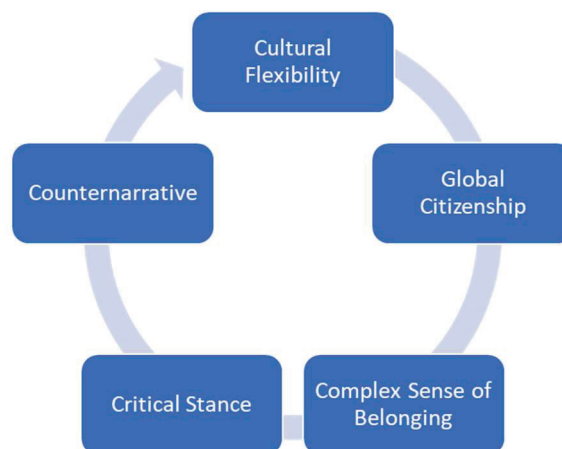 Cultural
Flexibility
Global
Citizenship
Complex Sense of
Belonging
Critical Stance
Counternarrative